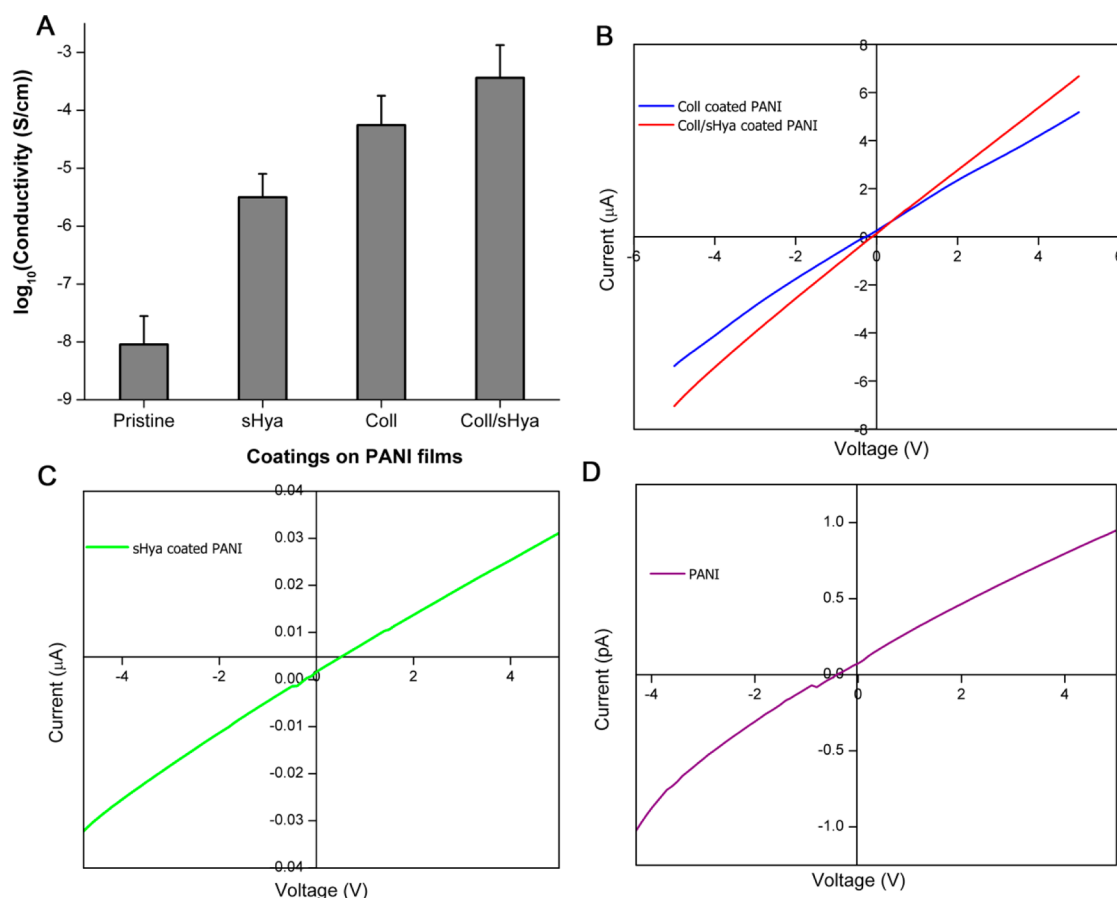 A
log₁₀(Conductivity (S/cm))
-3
-4
-5
-6
-7
-8
-9
Pristine sHya Coll Coll/sHya
Coatings on PANI films
B
Coll coated PANI
Coll/sHya coated PANI
Current (μA)
8
6
4
2
0
-2
-4
-6
-8
-6 -4 -2 0 2 4 6
Voltage (V)
C
sHya coated PANI
Current (μA)
0.04
0.03
0.02
0.01
0.00
-0.01
-0.02
-0.03
0.04
-4 -2 0 2 4
Voltage (V)
D
PANI
Current (pA)
1.0
0.5
0.0
-0.5
-1.0
-4 -2 0 2 4
Voltage (V)